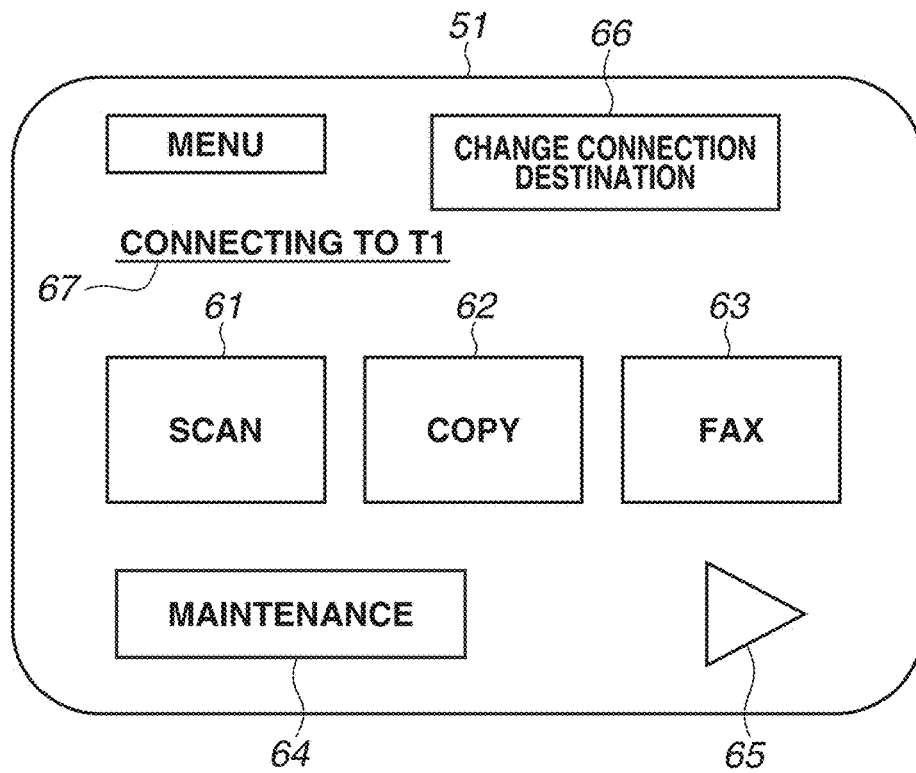 51
66
MENU
CHANGE CONNECTION
DESTINATION
CONNECTING TO T1
67
61
62
63
SCAN
COPY
FAX
MAINTENANCE
64
65